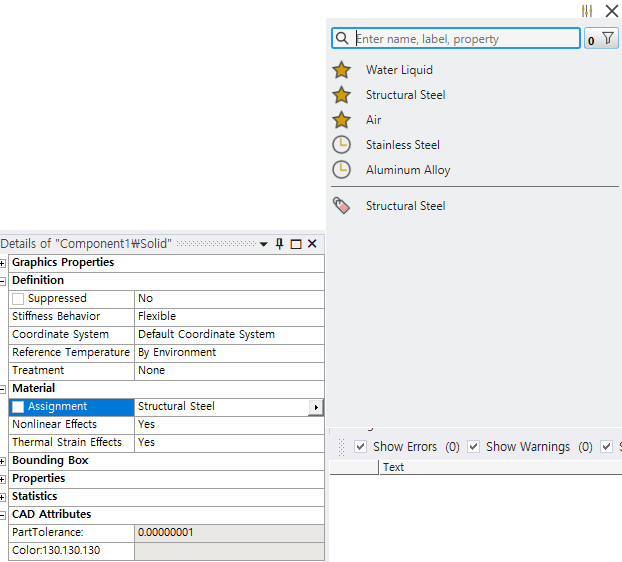 Enter name, label, property
0
Water Liquid
Structural Steel
Air
Stainless Steel
Aluminum Alloy
Structural Steel
Details of "Component1₩Solid"
Graphics Properties
Definition
Suppressed No
Stiffness Behavior Flexible
Coordinate System Default Coordinate System
Reference Temperature By Environment
Treatment None
Material
Assignment Structural Steel
Nonlinear Effects Yes
Thermal Strain Effects Yes
Bounding Box
Properties
Statistics
CAD Attributes
PartTolerance: 0.00000001
Color:130.130.130
Show Errors (0) Show Warnings (0)
Text